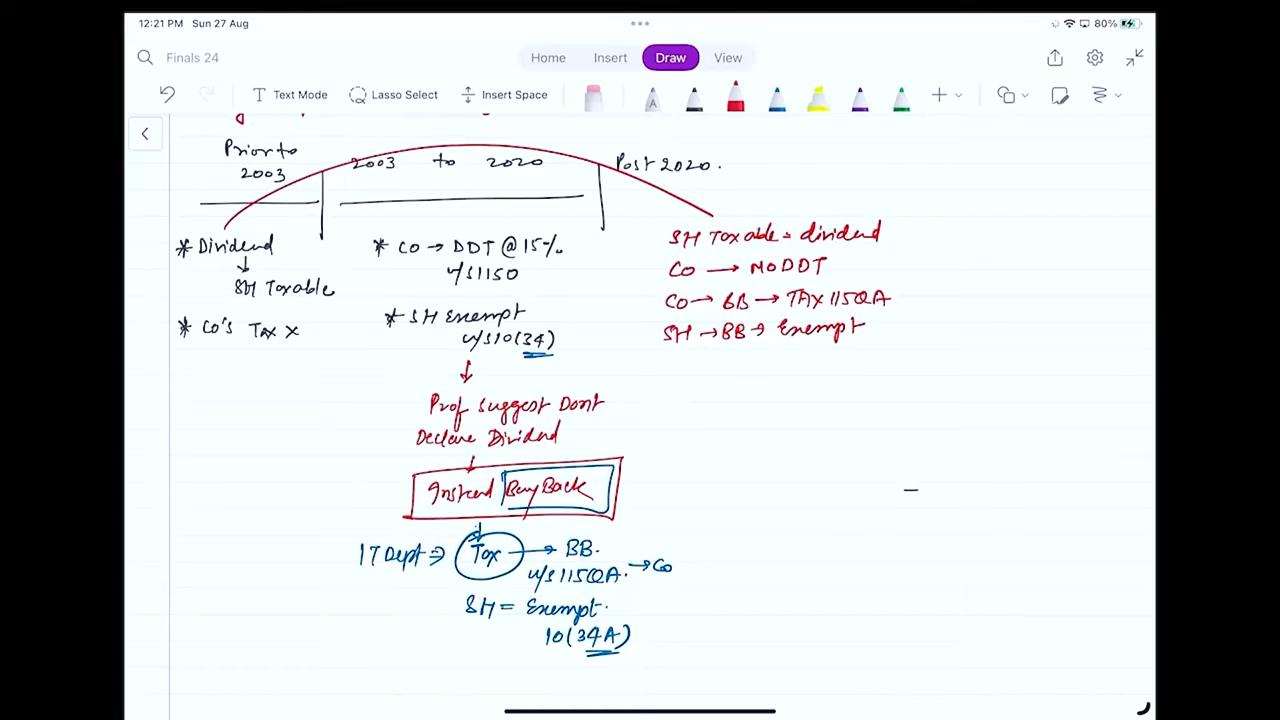 12:21 PM Sun 27 Aug
80%
Finals 24
Home Insert Draw View
Text Mode Lasso Select Insert Space
Prior to
2003
2003 to 2020
Post 2020.
* Dividend
SH Taxable
* Co's Tax x
* CO → DDT @ 15%
u/s 115O
* SH Exempt
u/s 10(34)
↓
Prof Suggest Dont
Declare Dividend
↓
Instead BuyBack
↓
IT Dept ⇒ Tax → BB.
u/s 115QA. → Co
SH = Exempt.
10(34A)
SH Taxable = dividend
Co → No DDT
Co → BB → TAX 115QA
SH → BB → Exempt